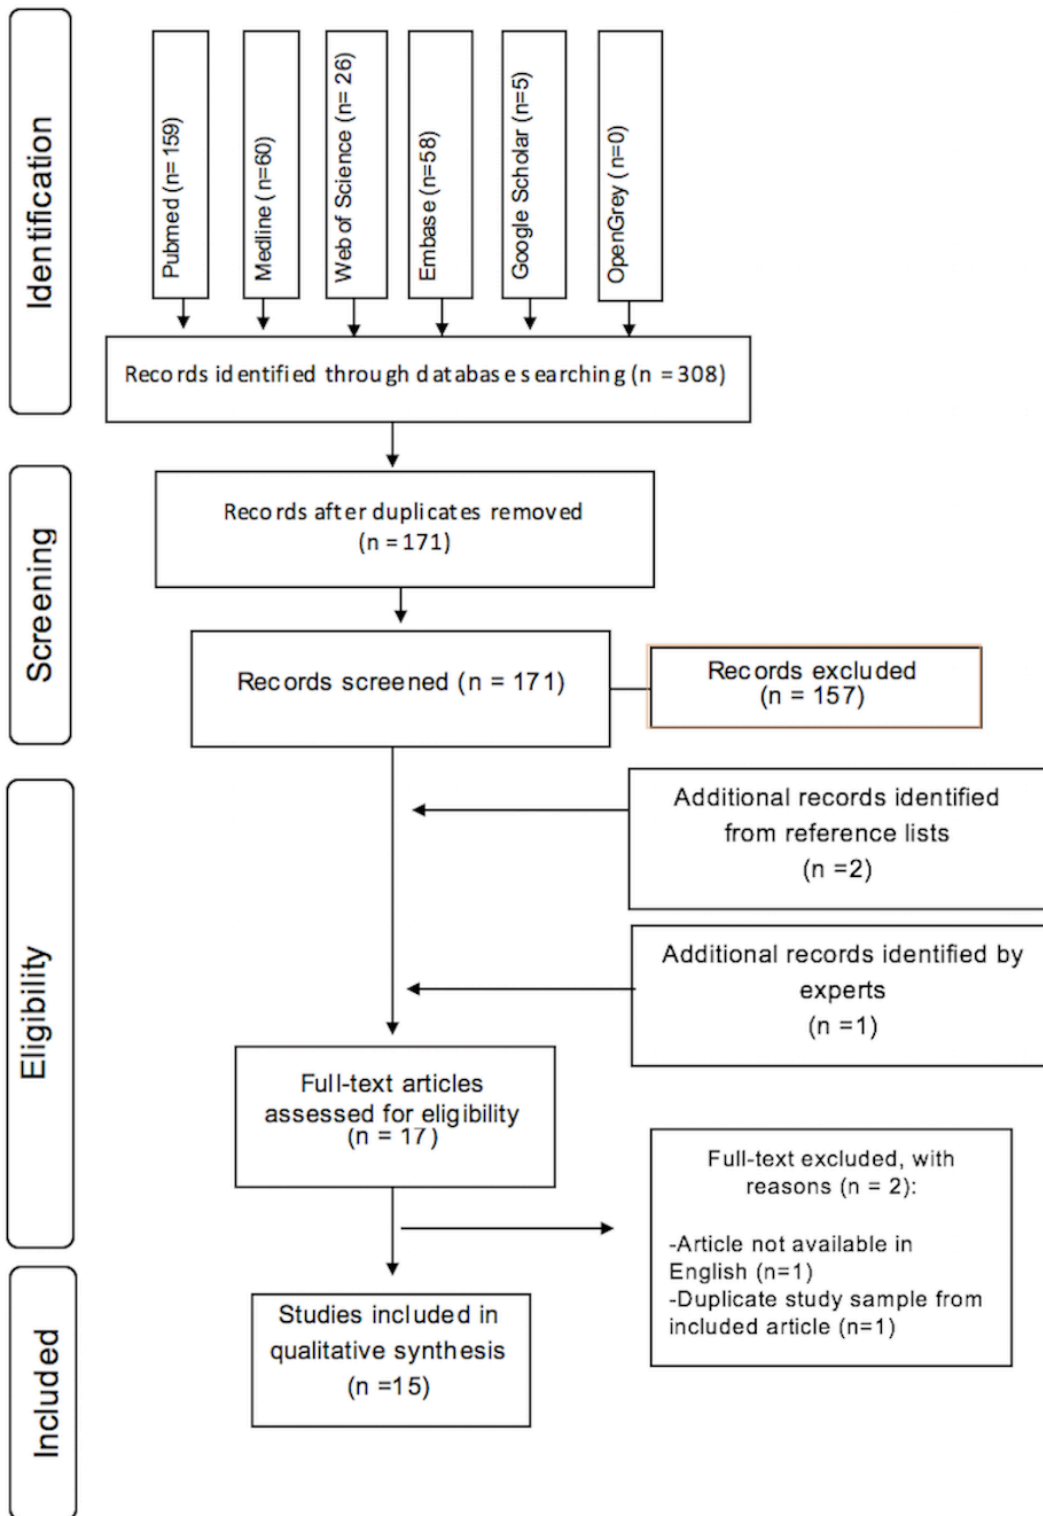 Identification
Pubmed (n= 159)
Medline (n=60)
Web of Science (n= 26)
Embase (n=58)
Google Scholar (n=5)
OpenGrey (n=0)
Records identified through database searching (n = 308)
Screening
Records after duplicates removed
(n = 171)
Records screened (n = 171)
Records excluded
(n = 157)
Eligibility
Additional records identified
from reference lists
(n =2)
Additional records identified by
experts
(n =1)
Full-text articles
assessed for eligibility
(n = 17)
Full-text excluded, with
reasons (n = 2):
-Article not available in
English (n=1)
-Duplicate study sample from
included article (n=1)
Included
Studies included in
qualitative synthesis
(n =15)